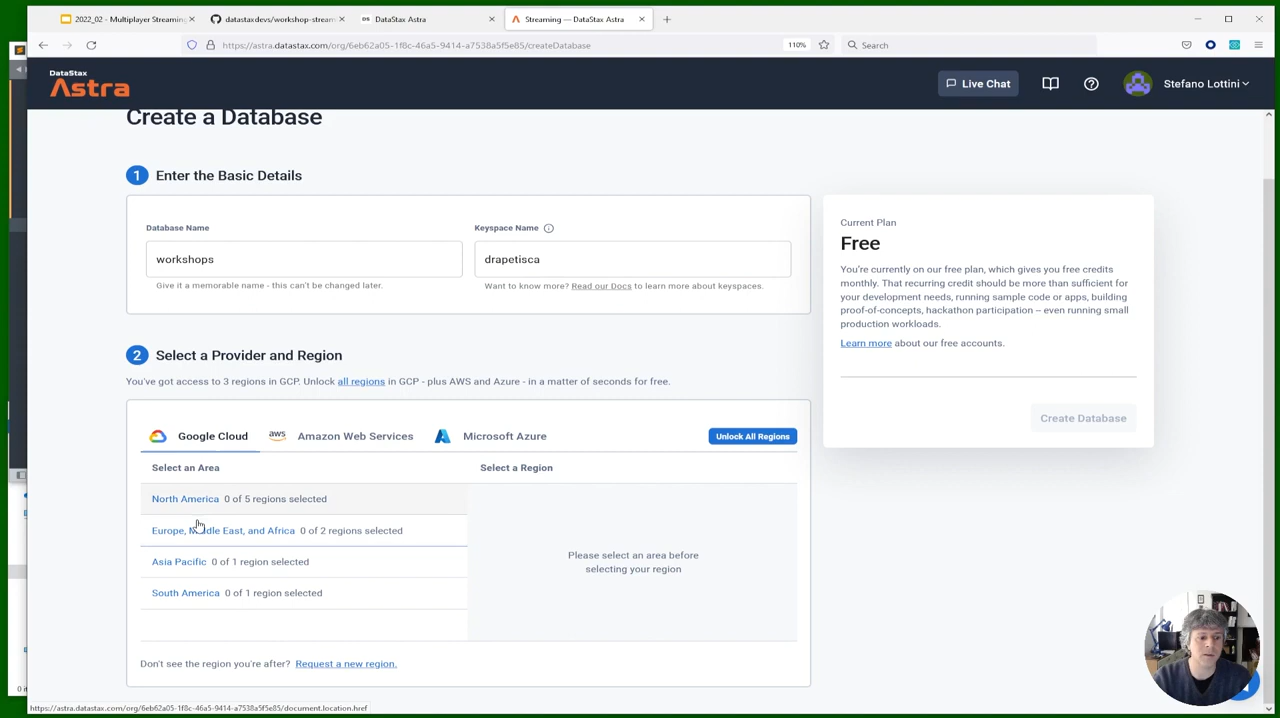 2022_02 - Multiplayer Streaming
datastaxdevs/workshop-stream
DataStax Astra
Streaming — DataStax Astra
https://astra.datastax.com/org/6eb62a05-1f8c-46a5-9414-a7538a5f5e85/createDatabase
110%
Search
DATASTAX
Astra
Live Chat
Stefano Lottini
Create a Database
1 Enter the Basic Details
Database Name
Keyspace Name
workshops
drapetisca
Give it a memorable name - this can't be changed later.
Want to know more? Read our Docs to learn more about keyspaces.
Current Plan
Free
You're currently on our free plan, which gives you free credits
monthly. That recurring credit should be more than sufficient for
your development needs, running sample code or apps, building
proof-of-concepts, hackathon participation – even running small
production workloads.
Learn more about our free accounts.
Create Database
2 Select a Provider and Region
You've got access to 3 regions in GCP. Unlock all regions in GCP - plus AWS and Azure - in a matter of seconds for free.
Google Cloud
aws Amazon Web Services
Microsoft Azure
Unlock All Regions
Select an Area
Select a Region
North America 0 of 5 regions selected
Europe, Middle East, and Africa 0 of 2 regions selected
Asia Pacific 0 of 1 region selected
South America 0 of 1 region selected
Please select an area before
selecting your region
Don't see the region you're after? Request a new region.
https://astra.datastax.com/org/6eb62a05-1f8c-46a5-9414-a7538a5f5e85/document.location.href